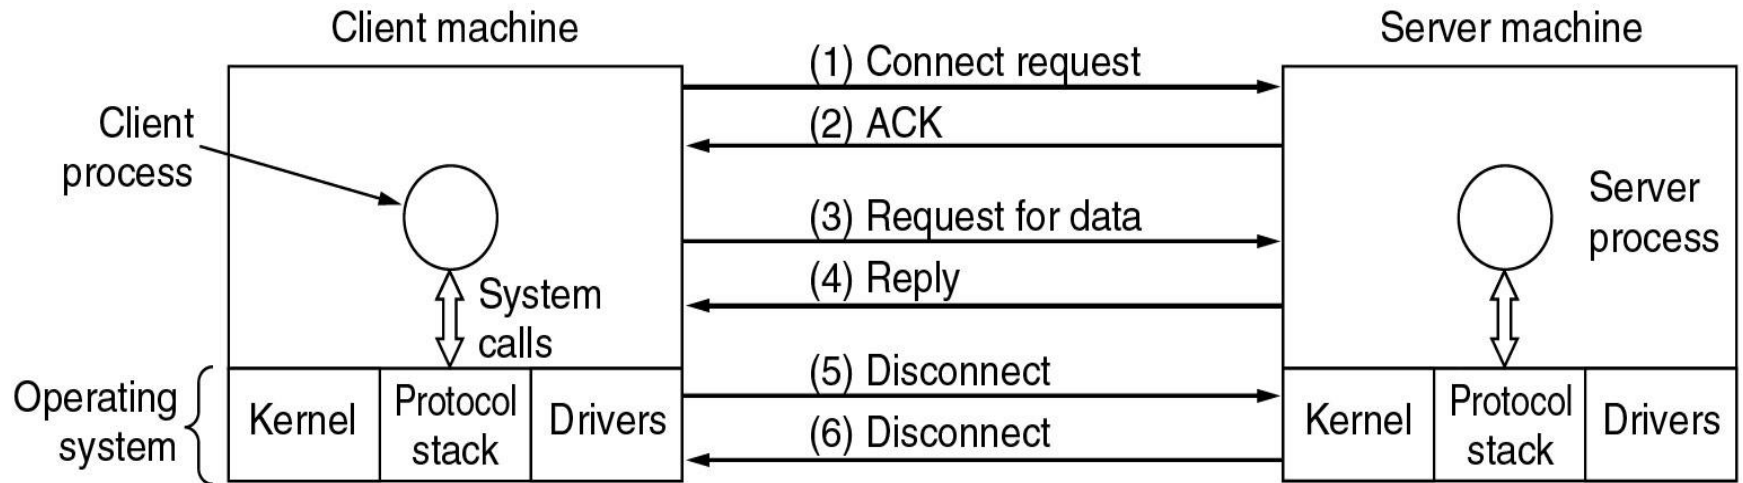 Client machine
Server machine
(1) Connect request
(2) ACK
Client
process
(3) Request for data
Server
process
(4) Reply
System
calls
(5) Disconnect
Operating
system
Kernel
Protocol
stack
Drivers
(6) Disconnect
Kernel
Protocol
stack
Drivers